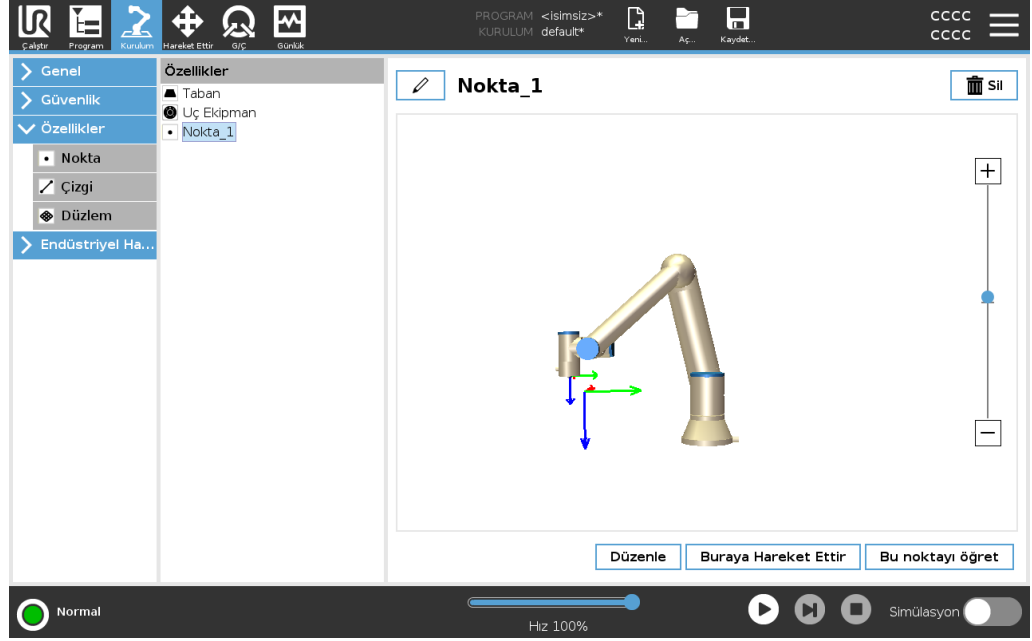 UR
PROGRAM <isimsiz>*
KURULUM default*
CCCC
CCCC
Çalıştır Program Kurulum Hareket Ettir G/Ç Günlük Yeni... Aç... Kaydet...
Genel
Güvenlik
Özellikler
Nokta
Çizgi
Düzlem
Endüstriyel Ha...
Özellikler
Taban
Uç Ekipman
Nokta_1
Nokta_1
Sil
Düzenle Buraya Hareket Ettir Bu noktayı öğret
Normal
Hız 100%
Simülasyon